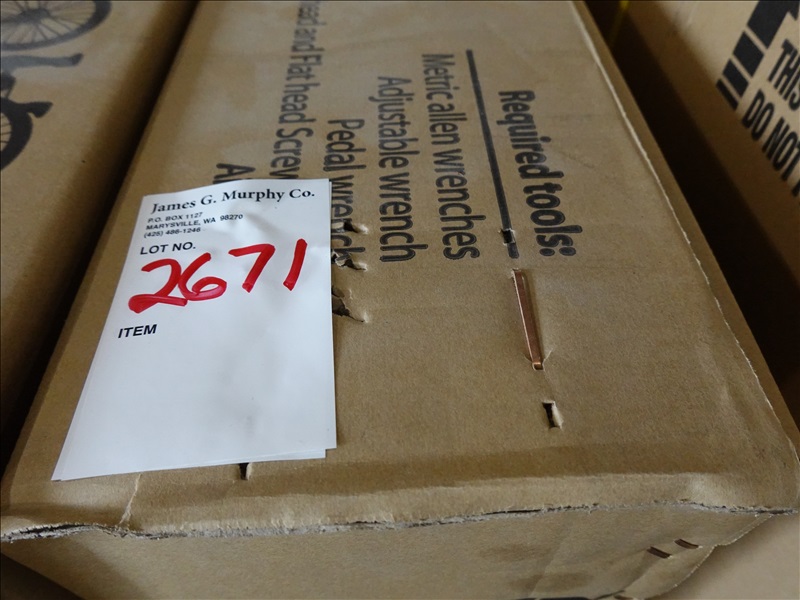 James G. Murphy Co.
P.O. BOX 1127
MARYSVILLE, WA 98270
(425) 486-1246
LOT NO.
2671
ITEM
Required tools:
Metric allen wrenches
Adjustable wrench
Pedal wrench
and Flat head Screw
THIS
DO NOT